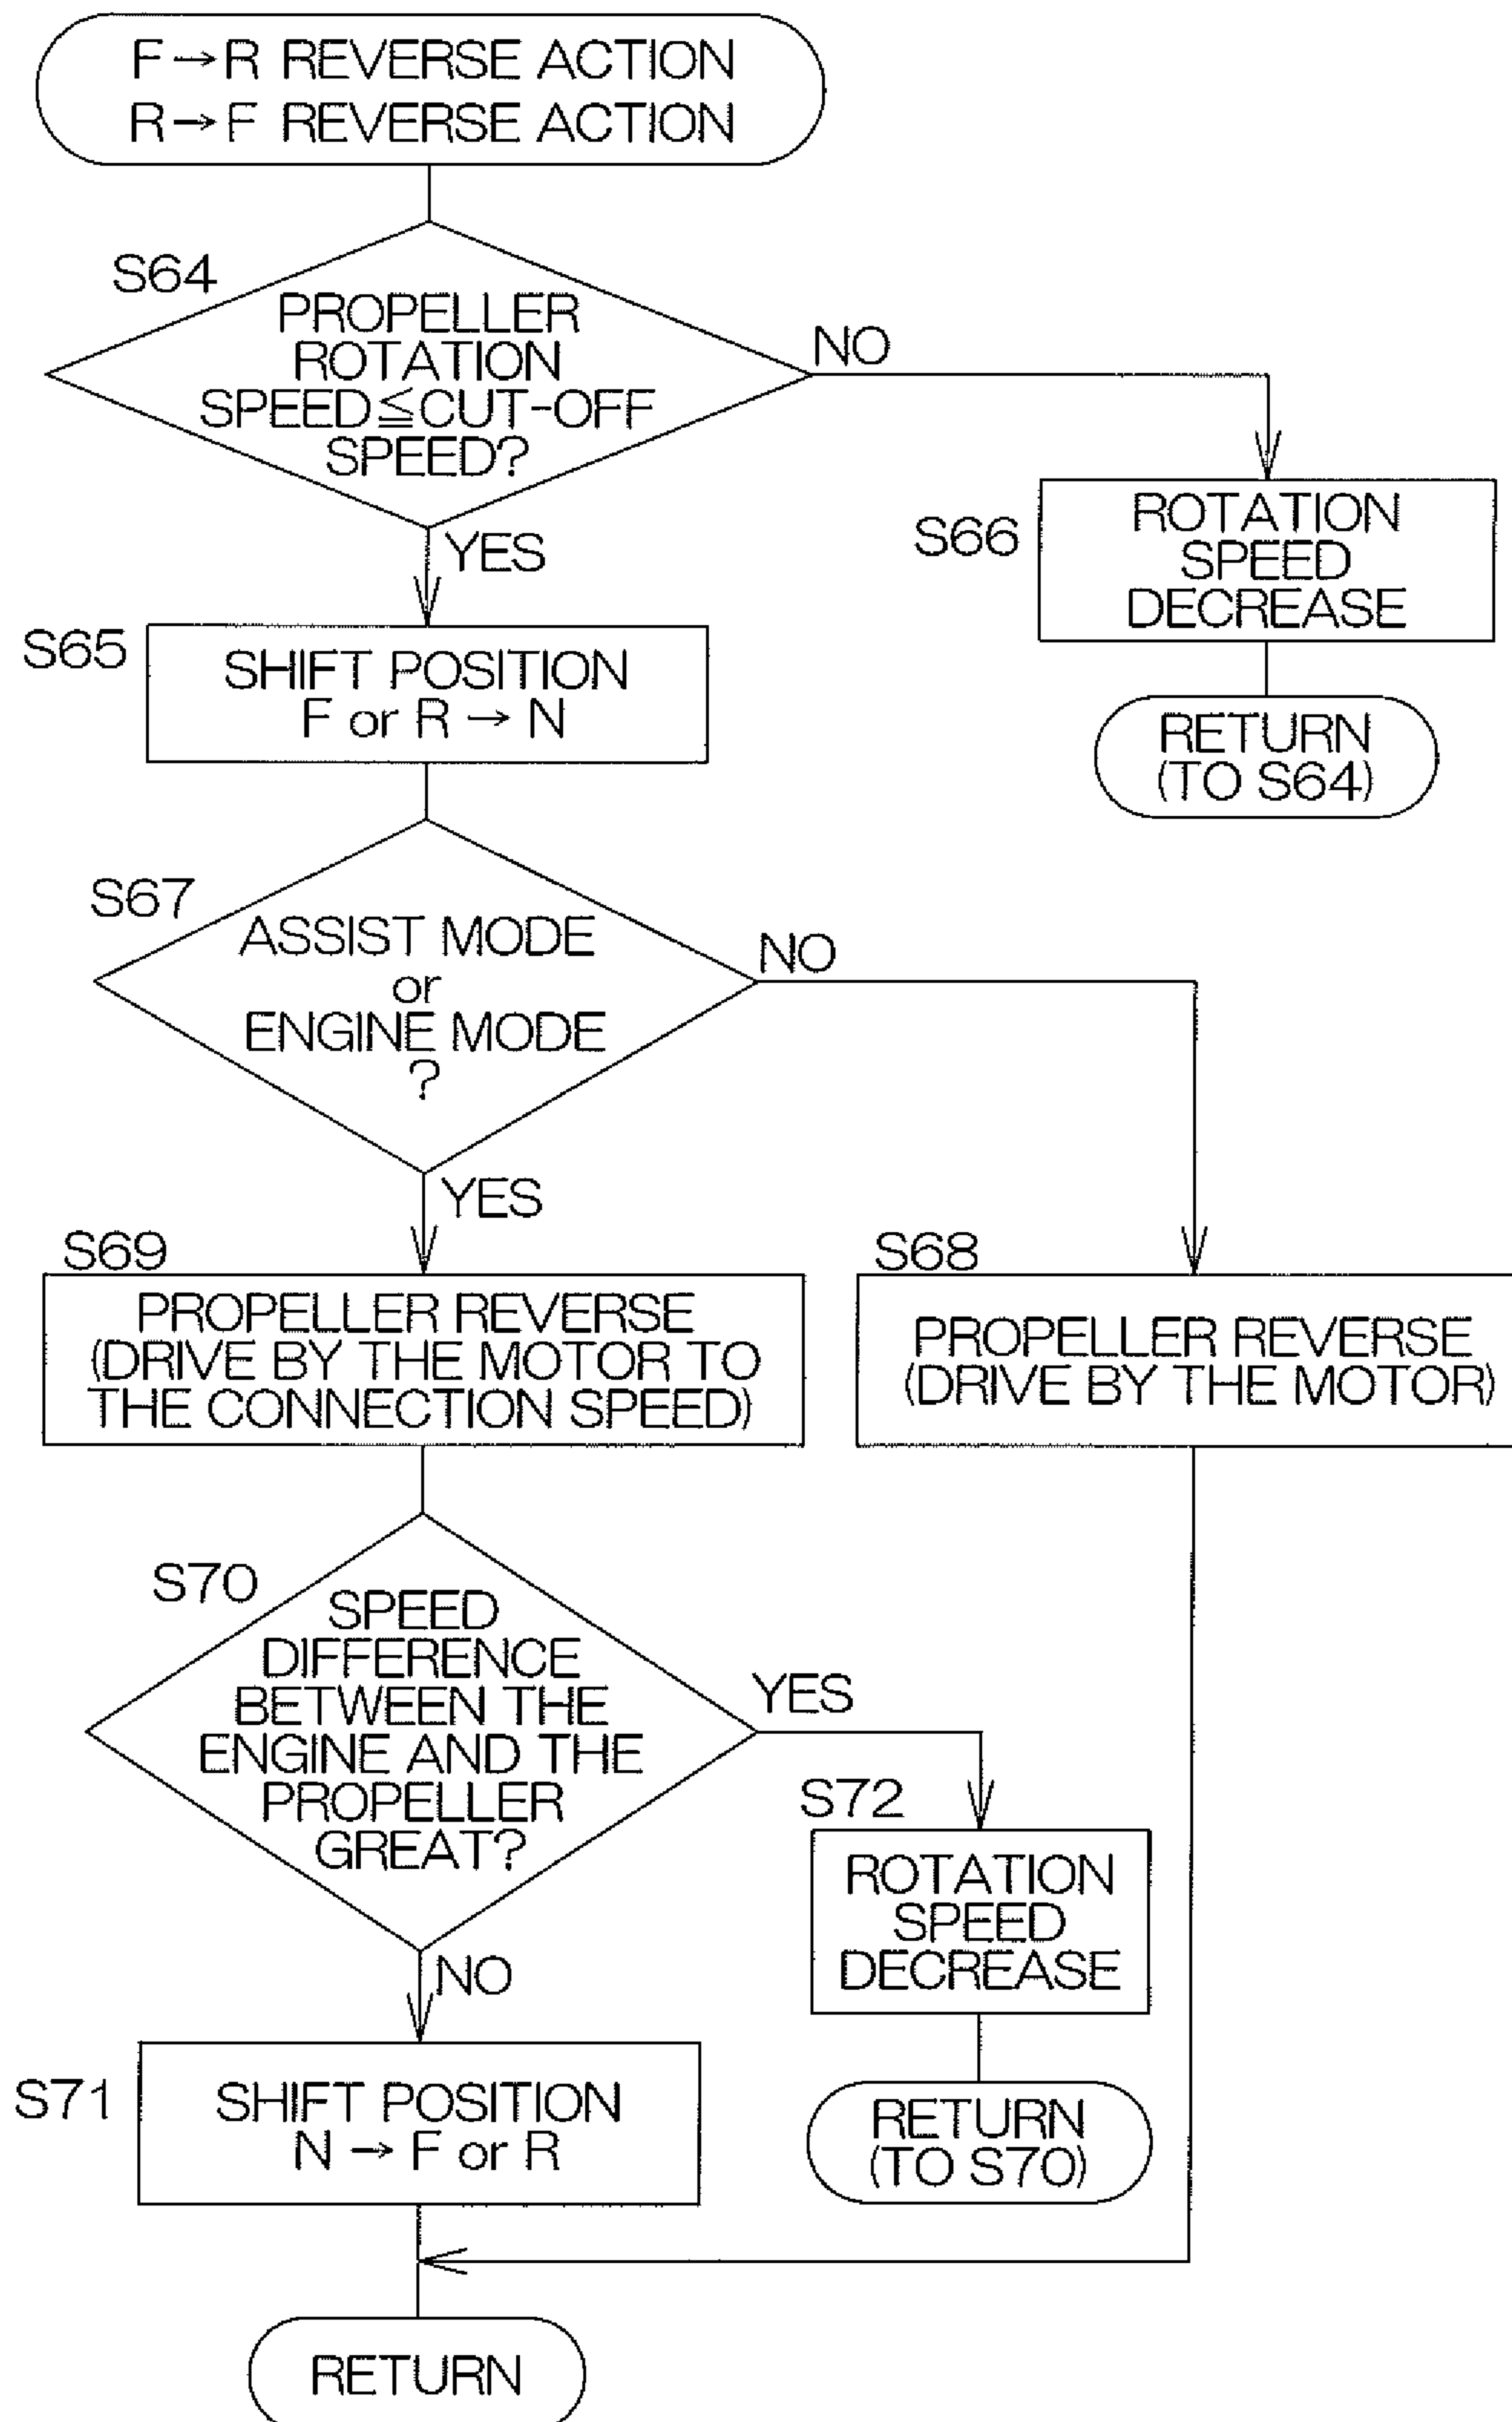 F→R REVERSE ACTION
R→F REVERSE ACTION
S64
PROPELLER
ROTATION
SPEED≦CUT-OFF
SPEED?
NO
YES
S66
ROTATION
SPEED
DECREASE
RETURN
(TO S64)
S65
SHIFT POSITION
F or R → N
S67
ASSIST MODE
or
ENGINE MODE
?
NO
YES
S69
PROPELLER REVERSE
(DRIVE BY THE MOTOR TO
THE CONNECTION SPEED)
S68
PROPELLER REVERSE
(DRIVE BY THE MOTOR)
S70
SPEED
DIFFERENCE
BETWEEN THE
ENGINE AND THE
PROPELLER
GREAT?
YES
NO
S72
ROTATION
SPEED
DECREASE
RETURN
(TO S70)
S71
SHIFT POSITION
N → F or R
RETURN